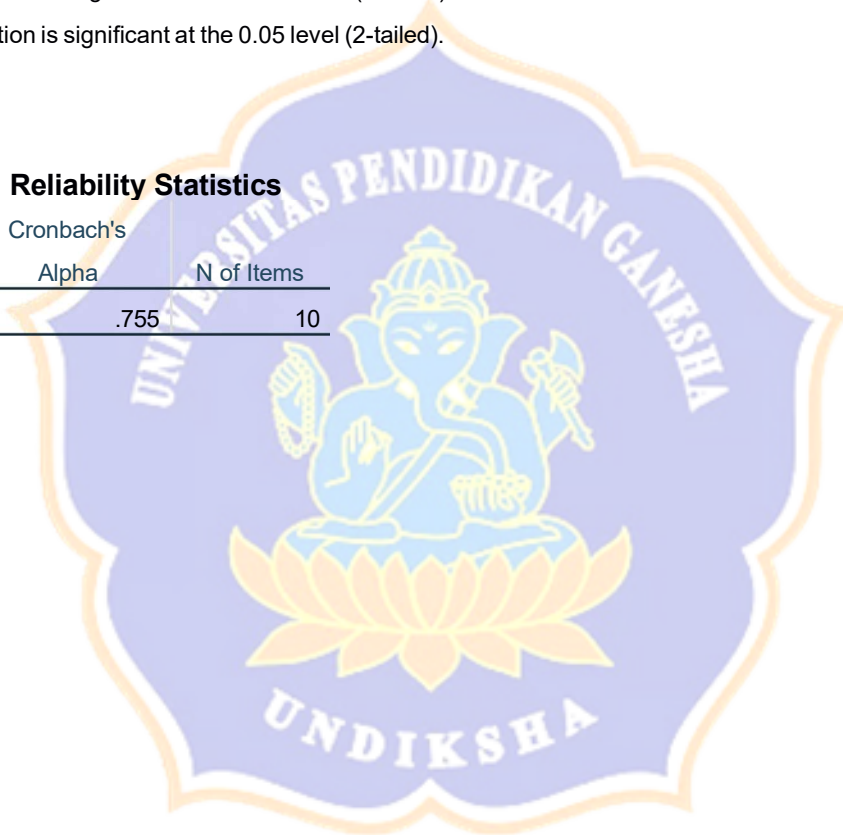 tion is significant at the 0.05 level (2-tailed).
Reliability Statistics
Cronbach's
Alpha N of Items
.755 10
UNIVERSITAS PENDIDIKAN GANESHA
UNDIKSHA